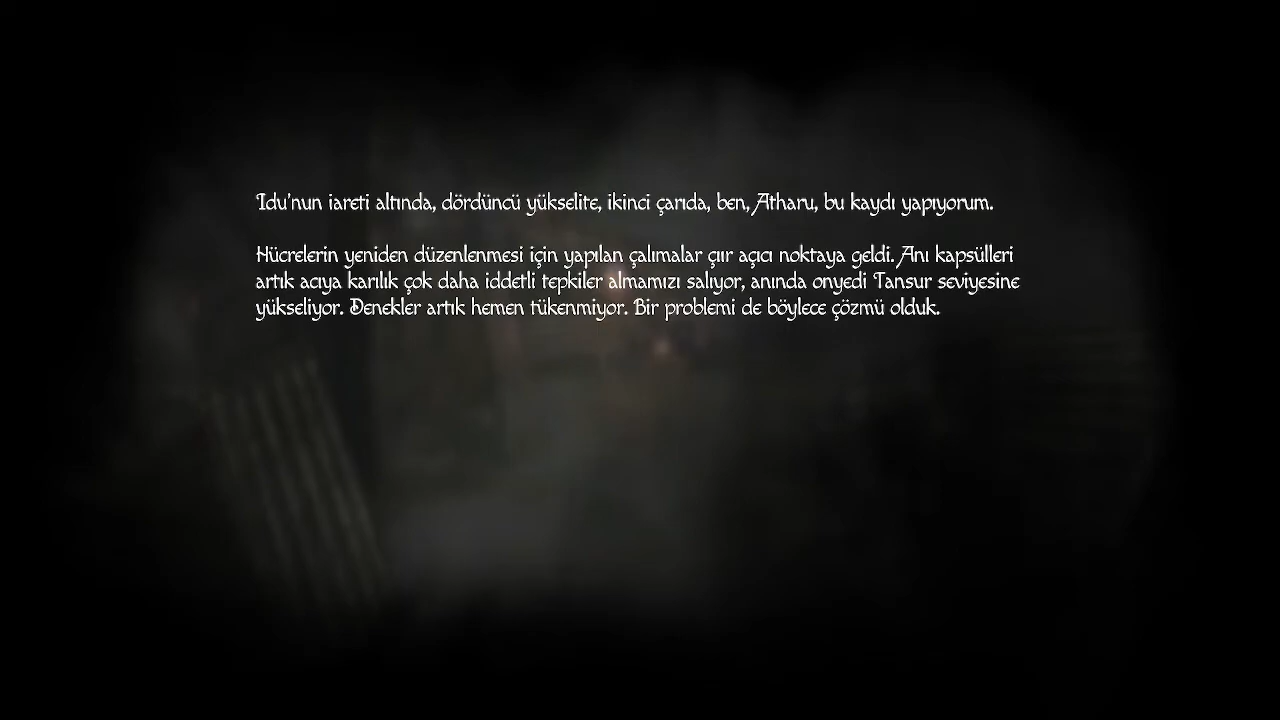 Idu'nun iareti altında, dördüncü yükselite, ikinci çarıda, ben, Atharu, bu kaydı yapıyorum.
Hücrelerin yeniden düzenlenmesi için yapılan çalımalar çıır açıcı noktaya geldi. Anı kapsülleri
artık acıya karılık çok daha iddetli tepkiler almamızı salıyor, anında onyedi Tansur seviyesine
yükseliyor. Denekler artık hemen tükenmiyor. Bir problemi de böylece çözmü olduk.